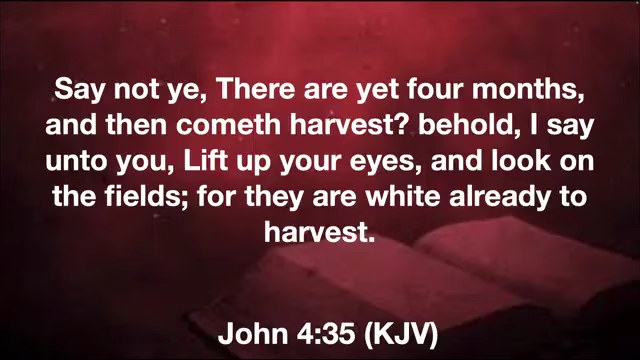 Say not ye, There are yet four months,
and then cometh harvest? behold, I say
unto you, Lift up your eyes, and look on
the fields; for they are white already to
harvest.
John 4:35 (KJV)